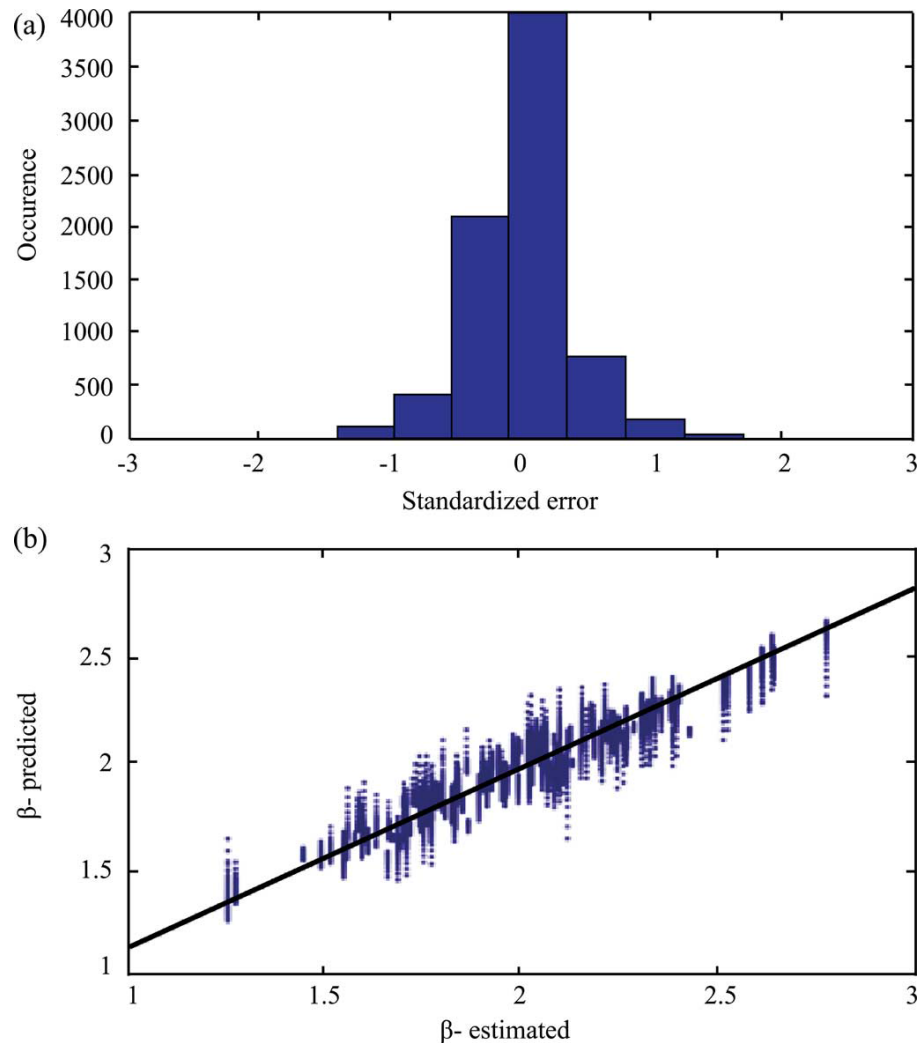 (a)
4000
3500
3000
2500
2000
1500
1000
500
0
Occurence
-3 -2 -1 0 1 2 3
Standardized error
(b)
3
2.5
2
1.5
1
β- predicted
1 1.5 2 2.5 3
β- estimated